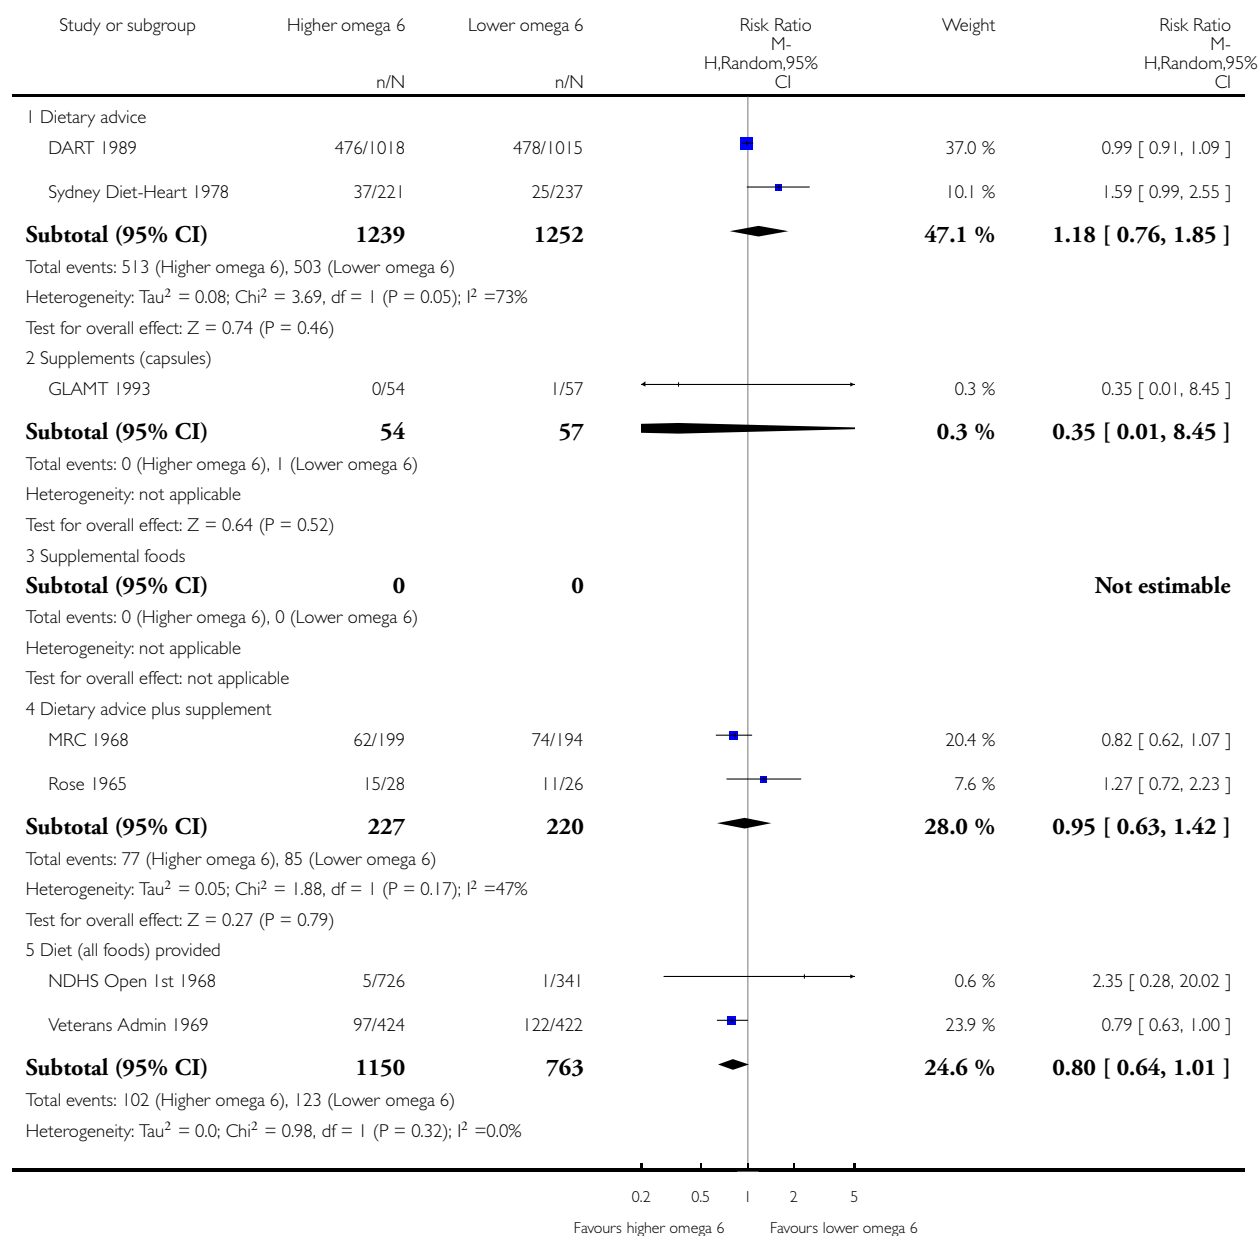 Study or subgroup Higher omega 6 Lower omega 6 Risk Ratio Weight Risk Ratio
M- M-
H,Random,95% H,Random,95%
n/N n/N CI CI
1 Dietary advice
DART 1989 476/1018 478/1015 37.0 % 0.99 [ 0.91, 1.09 ]
Sydney Diet-Heart 1978 37/221 25/237 10.1 % 1.59 [ 0.99, 2.55 ]
Subtotal (95% CI) 1239 1252 47.1 % 1.18 [ 0.76, 1.85 ]
Total events: 513 (Higher omega 6), 503 (Lower omega 6)
Heterogeneity: Tau² = 0.08; Chi² = 3.69, df = 1 (P = 0.05); I² =73%
Test for overall effect: Z = 0.74 (P = 0.46)
2 Supplements (capsules)
GLAMT 1993 0/54 1/57 0.3 % 0.35 [ 0.01, 8.45 ]
Subtotal (95% CI) 54 57 0.3 % 0.35 [ 0.01, 8.45 ]
Total events: 0 (Higher omega 6), 1 (Lower omega 6)
Heterogeneity: not applicable
Test for overall effect: Z = 0.64 (P = 0.52)
3 Supplemental foods
Subtotal (95% CI) 0 0 Not estimable
Total events: 0 (Higher omega 6), 0 (Lower omega 6)
Heterogeneity: not applicable
Test for overall effect: not applicable
4 Dietary advice plus supplement
MRC 1968 62/199 74/194 20.4 % 0.82 [ 0.62, 1.07 ]
Rose 1965 15/28 11/26 7.6 % 1.27 [ 0.72, 2.23 ]
Subtotal (95% CI) 227 220 28.0 % 0.95 [ 0.63, 1.42 ]
Total events: 77 (Higher omega 6), 85 (Lower omega 6)
Heterogeneity: Tau² = 0.05; Chi² = 1.88, df = 1 (P = 0.17); I² =47%
Test for overall effect: Z = 0.27 (P = 0.79)
5 Diet (all foods) provided
NDHS Open 1st 1968 5/726 1/341 0.6 % 2.35 [ 0.28, 20.02 ]
Veterans Admin 1969 97/424 122/422 23.9 % 0.79 [ 0.63, 1.00 ]
Subtotal (95% CI) 1150 763 24.6 % 0.80 [ 0.64, 1.01 ]
Total events: 102 (Higher omega 6), 123 (Lower omega 6)
Heterogeneity: Tau² = 0.0; Chi² = 0.98, df = 1 (P = 0.32); I² =0.0%
0.2 0.5 1 2 5
Favours higher omega 6 Favours lower omega 6